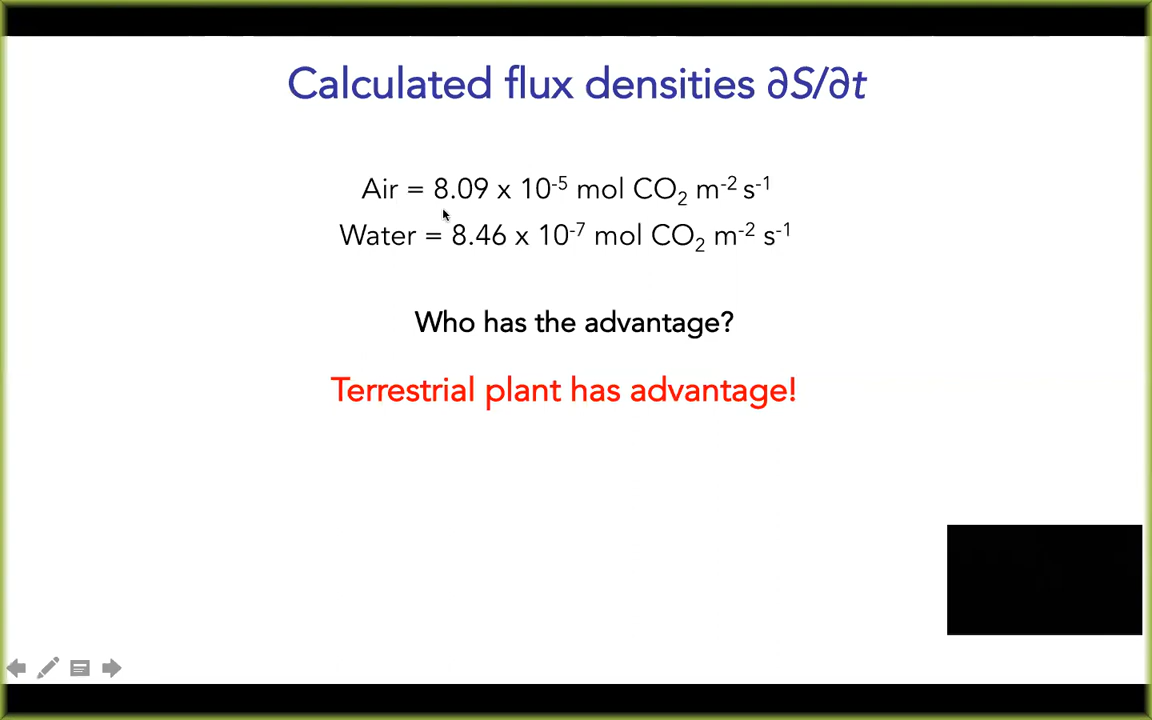 Calculated flux densities ∂S/∂t
Air = 8.09 x 10⁻⁵ mol CO₂ m⁻² s⁻¹
Water = 8.46 x 10⁻⁷ mol CO₂ m⁻² s⁻¹
Who has the advantage?
Terrestrial plant has advantage!